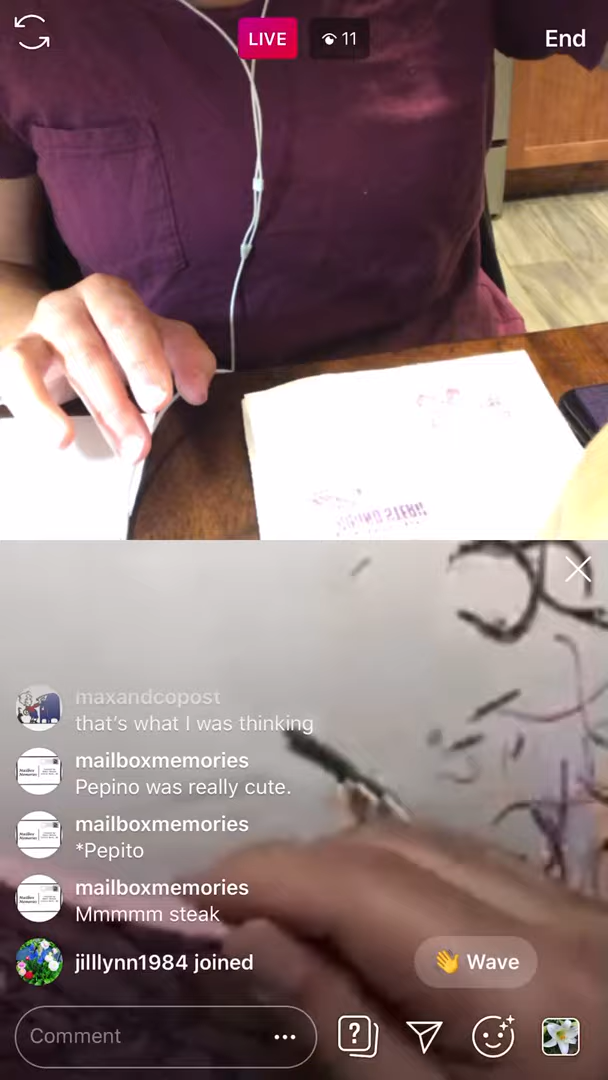 LIVE
11
End
maxandcopost
that's what I was thinking
mailboxmemories
Pepino was really cute.
mailboxmemories
*Pepito
mailboxmemories
Mmmmm steak
jilllynn1984 joined
👋 Wave
Comment